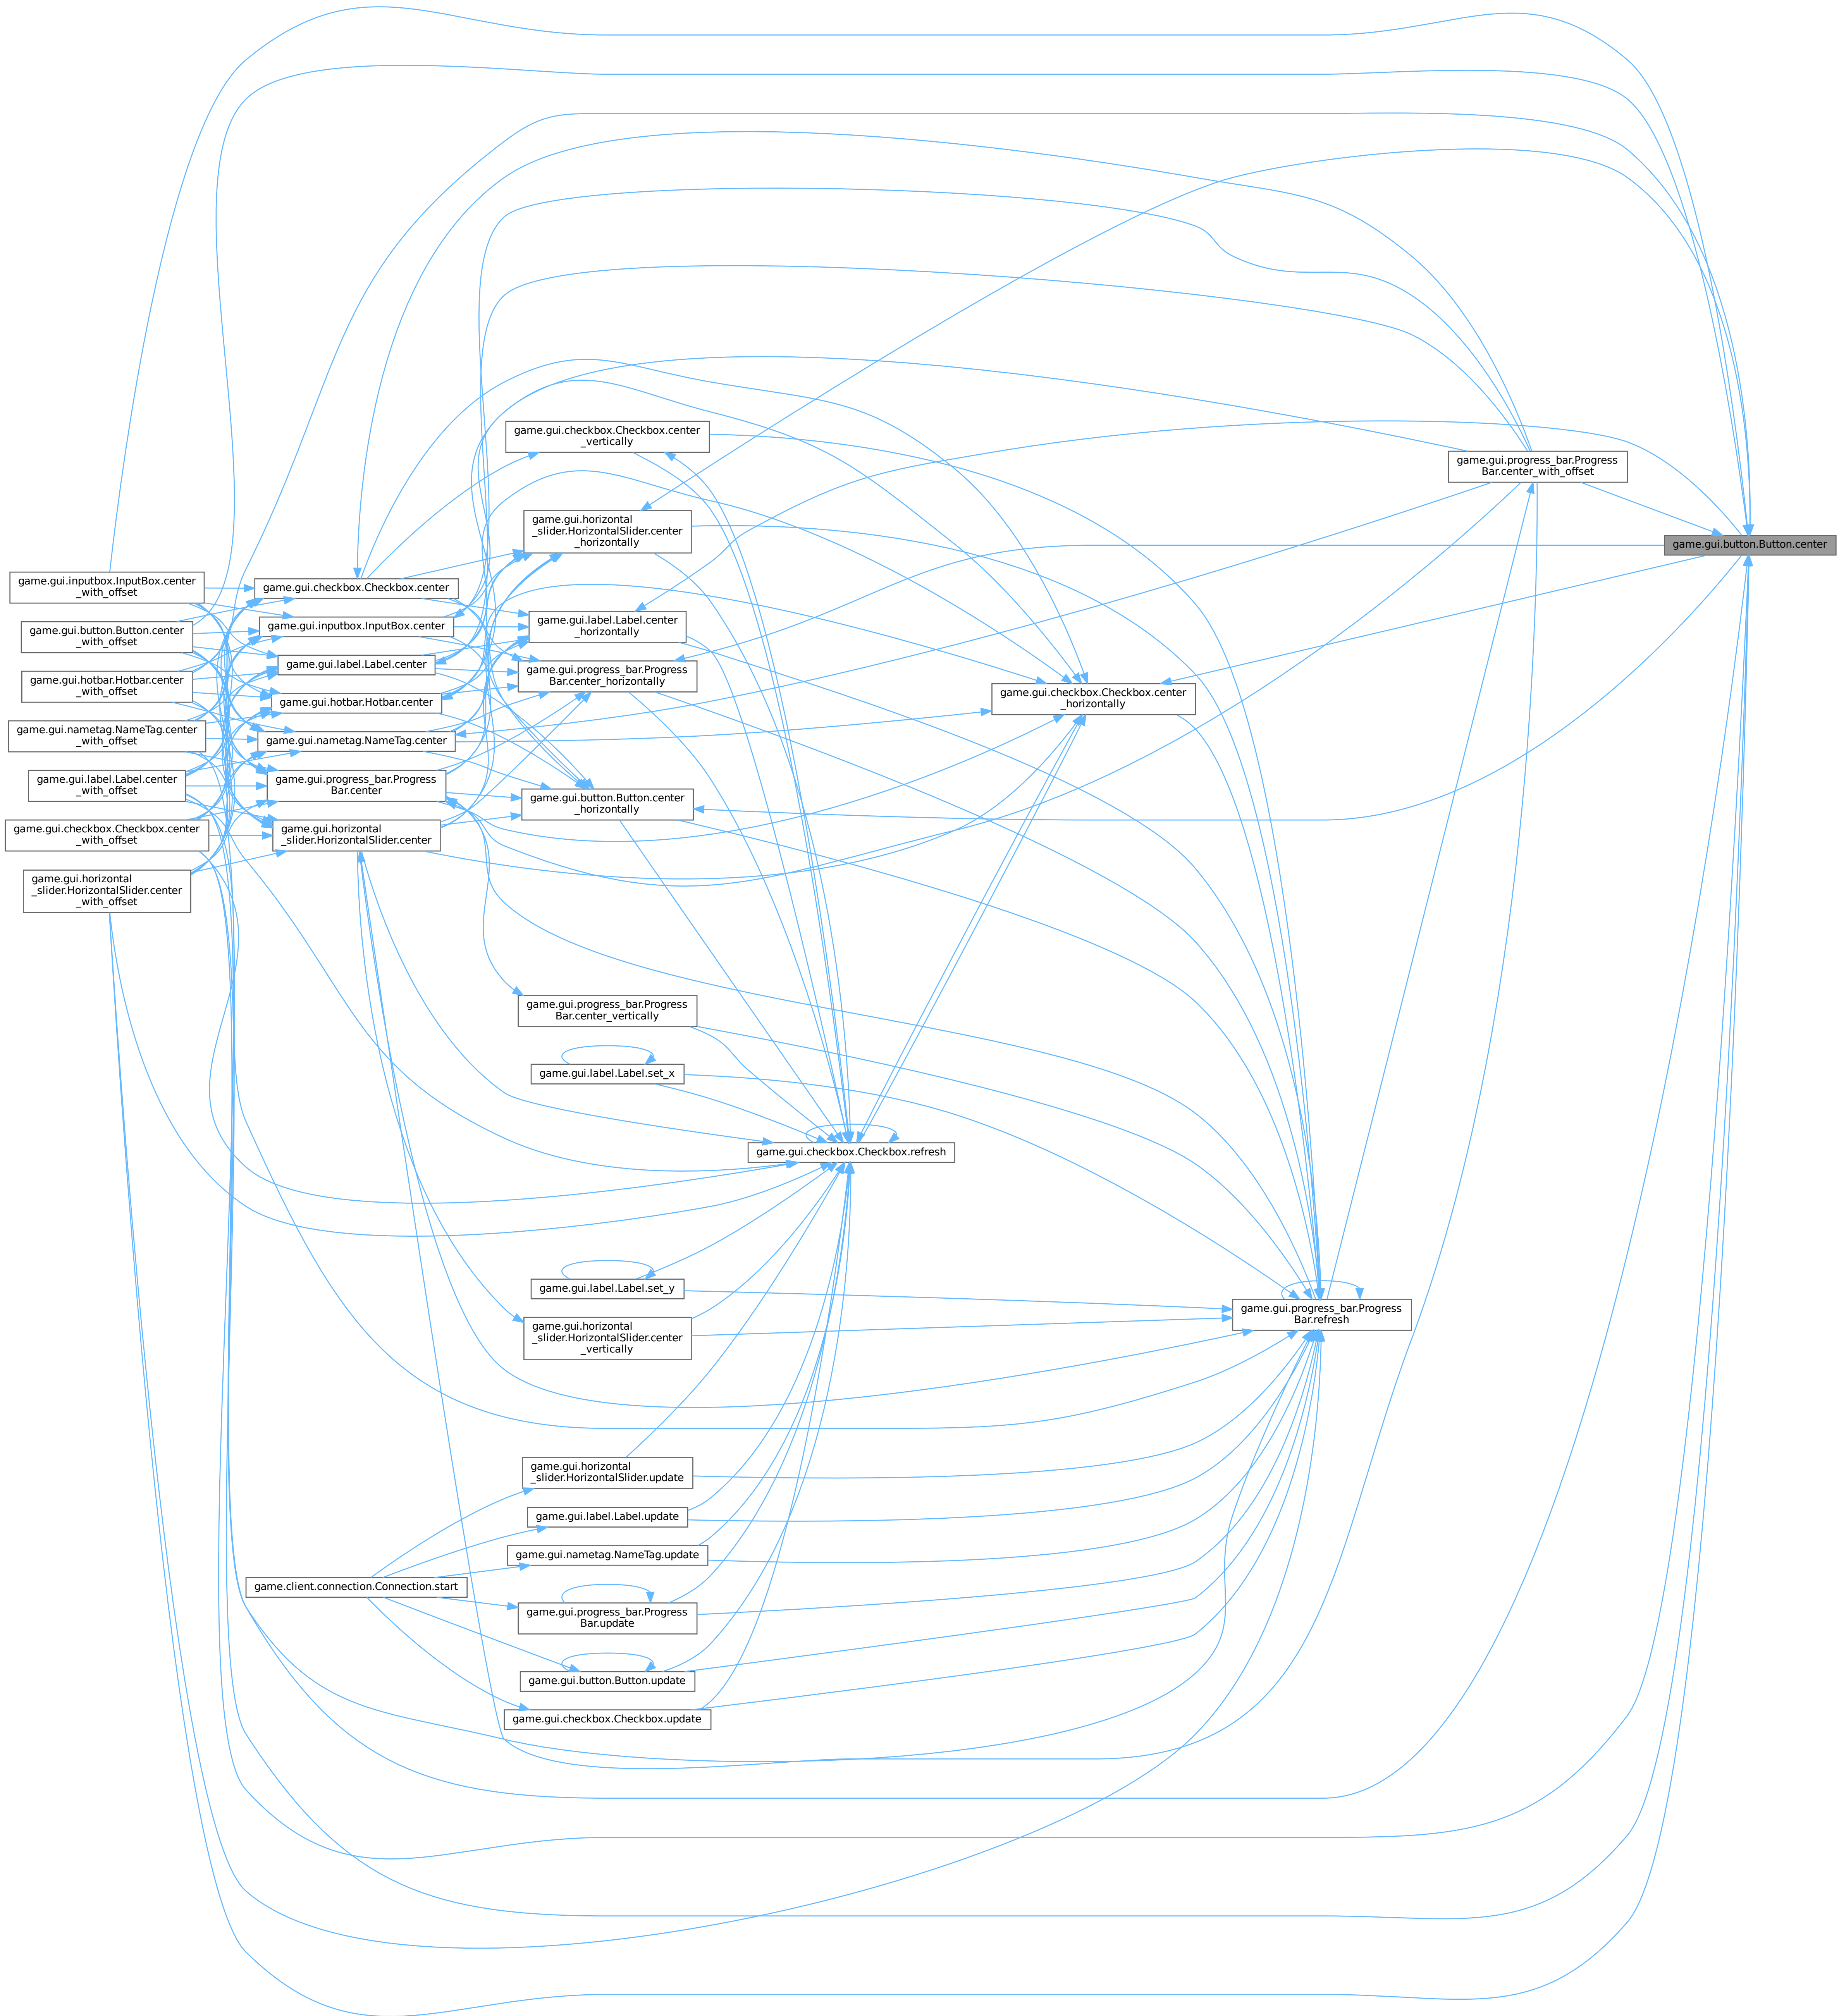 game.gui.inputbox.InputBox.center
_with_offset
game.gui.button.Button.center
_with_offset
game.gui.hotbar.Hotbar.center
_with_offset
game.gui.nametag.NameTag.center
_with_offset
game.gui.label.Label.center
_with_offset
game.gui.checkbox.Checkbox.center
_with_offset
game.gui.horizontal
_slider.HorizontalSlider.center
_with_offset
game.gui.checkbox.Checkbox.center
game.gui.inputbox.InputBox.center
game.gui.label.Label.center
game.gui.hotbar.Hotbar.center
game.gui.nametag.NameTag.center
game.gui.progress_bar.Progress
Bar.center
game.gui.horizontal
_slider.HorizontalSlider.center
game.client.connection.Connection.start
game.gui.checkbox.Checkbox.center
_vertically
game.gui.horizontal
_slider.HorizontalSlider.center
_horizontally
game.gui.label.Label.center
_horizontally
game.gui.progress_bar.Progress
Bar.center_horizontally
game.gui.button.Button.center
_horizontally
game.gui.progress_bar.Progress
Bar.center_vertically
game.gui.label.Label.set_x
game.gui.label.Label.set_y
game.gui.horizontal
_slider.HorizontalSlider.center
_vertically
game.gui.horizontal
_slider.HorizontalSlider.update
game.gui.label.Label.update
game.gui.nametag.NameTag.update
game.gui.progress_bar.Progress
Bar.update
game.gui.button.Button.update
game.gui.checkbox.Checkbox.update
game.gui.checkbox.Checkbox.refresh
game.gui.checkbox.Checkbox.center
_horizontally
game.gui.progress_bar.Progress
Bar.refresh
game.gui.progress_bar.Progress
Bar.center_with_offset
game.gui.button.Button.center